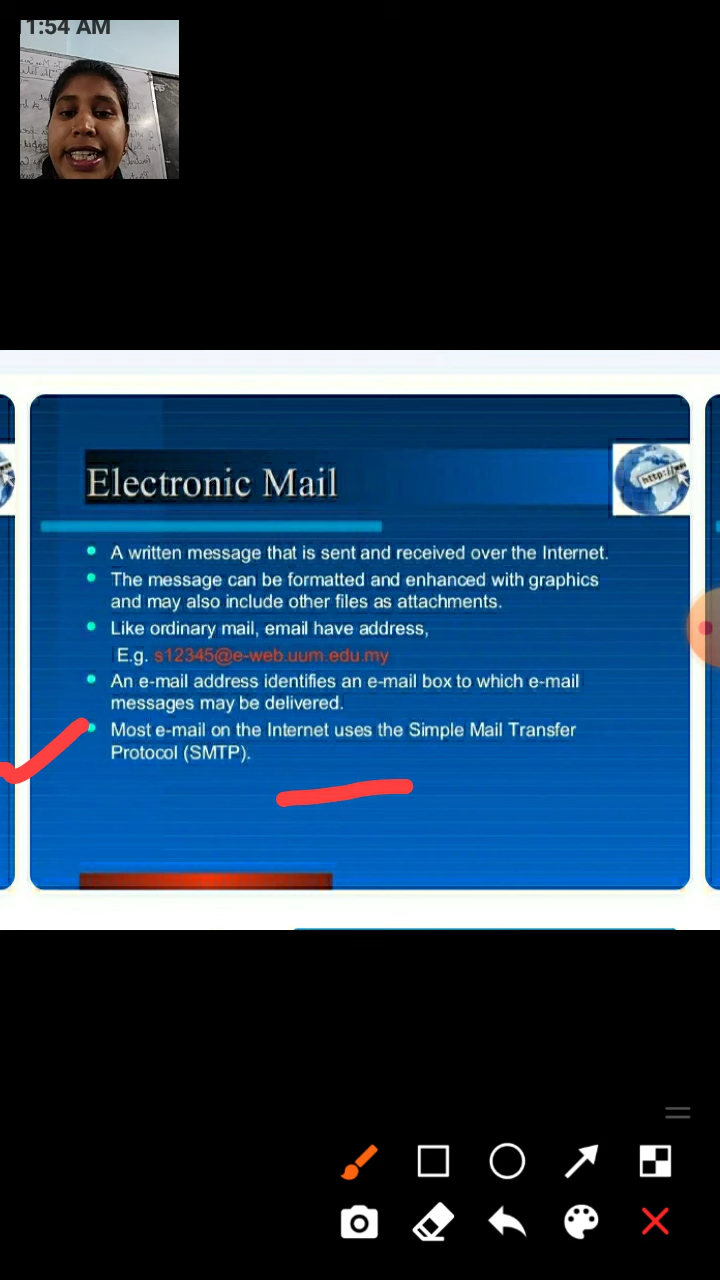 1:54 AM
Electronic Mail
http://ww
A written message that is sent and received over the Internet.
The message can be formatted and enhanced with graphics
and may also include other files as attachments.
Like ordinary mail, email have address,
E.g. s12345@e-web.uum.edu.my
An e-mail address identifies an e-mail box to which e-mail
messages may be delivered.
Most e-mail on the Internet uses the Simple Mail Transfer
Protocol (SMTP).